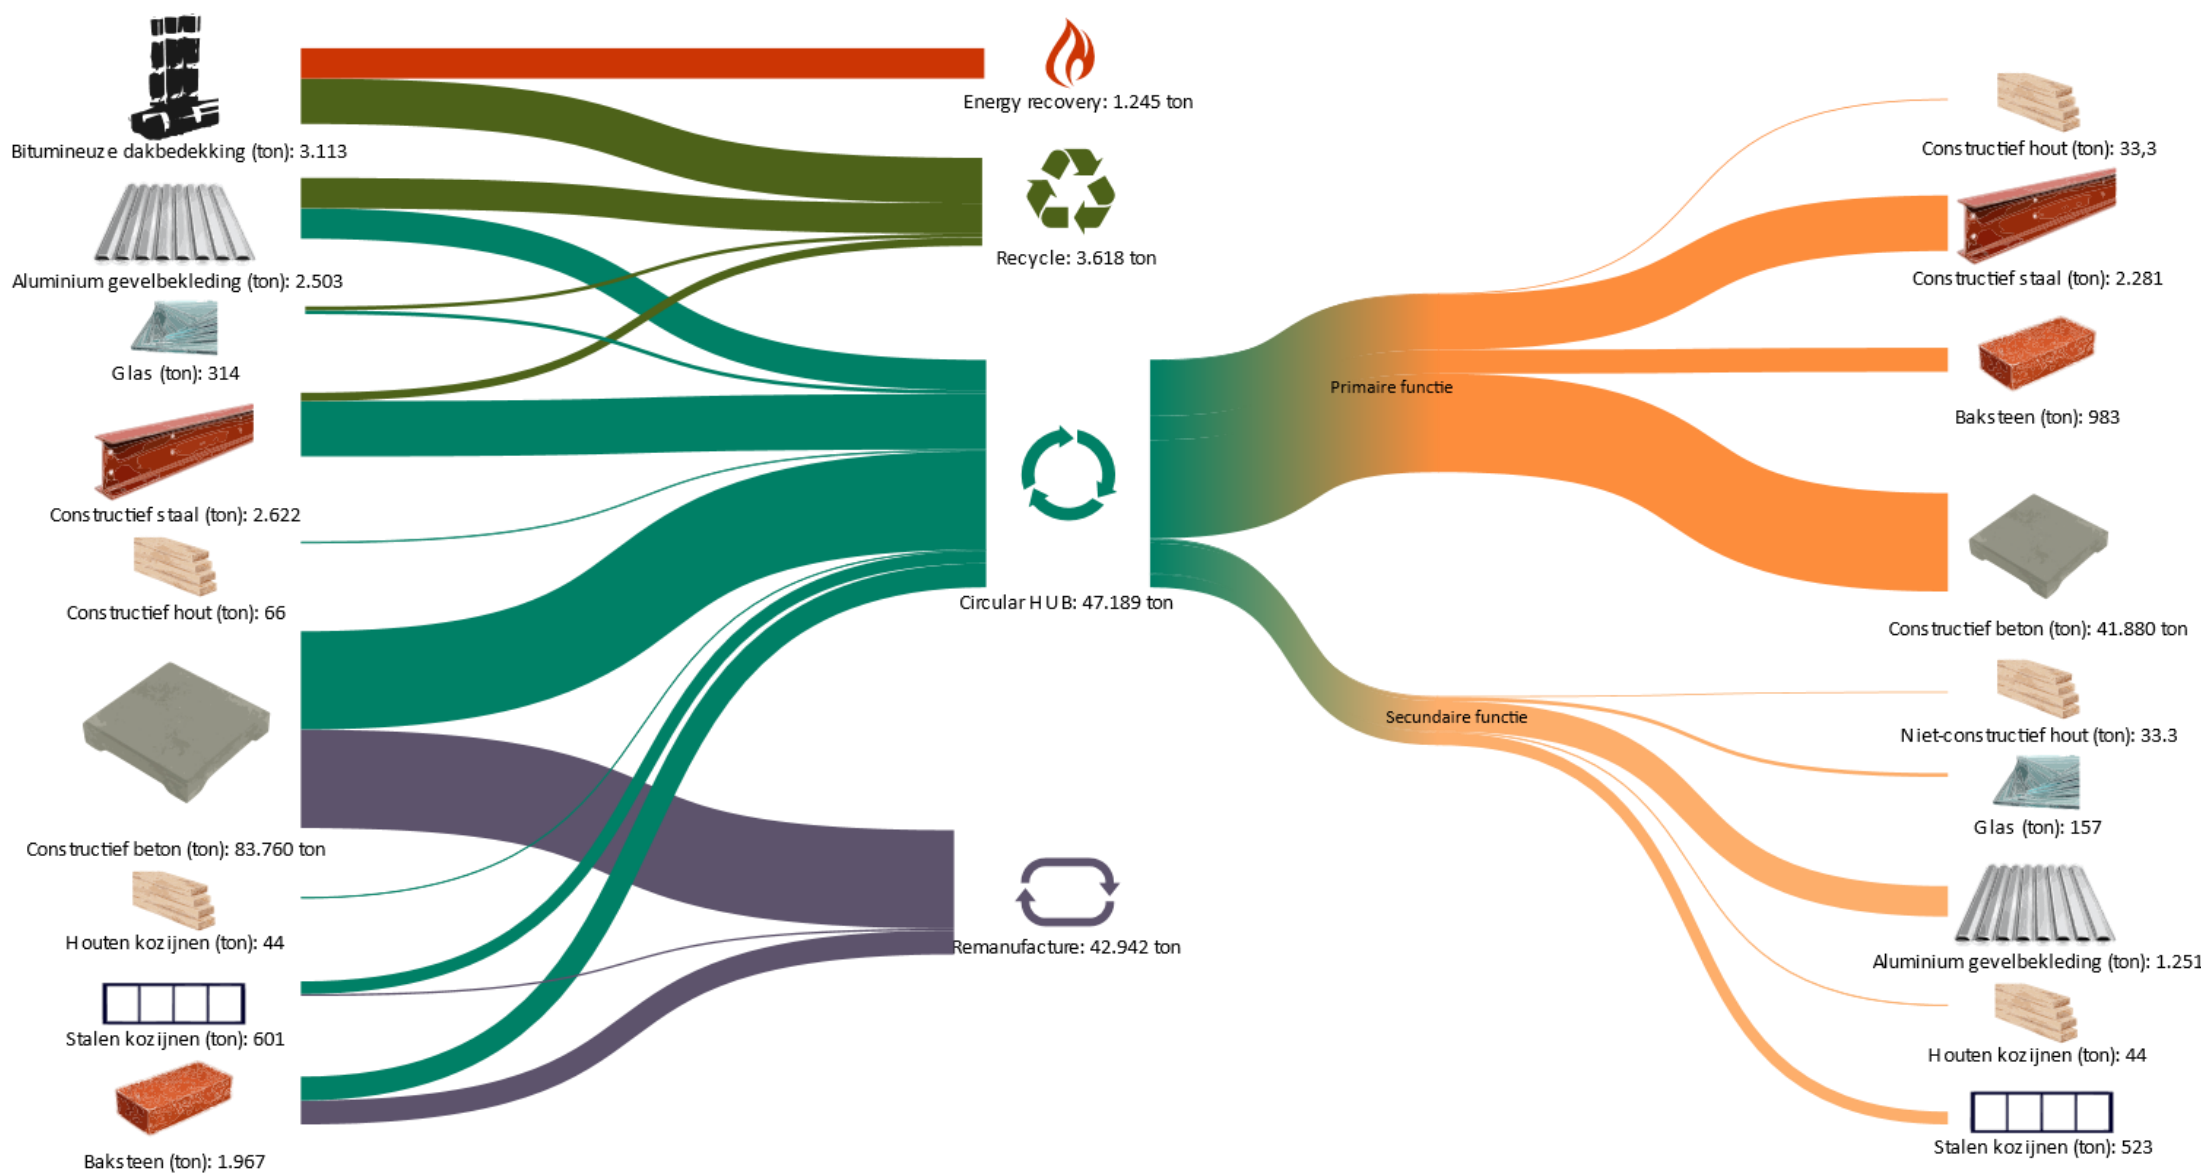 Bitumineuze dakbedekking (ton): 3.113
Aluminium gevelbekleding (ton): 2.503
Glas (ton): 314
Constructief staal (ton): 2.622
Constructief hout (ton): 66
Constructief beton (ton): 83.760 ton
Houten kozijnen (ton): 44
Stalen kozijnen (ton): 601
Baksteen (ton): 1.967
Energy recovery: 1.245 ton
Recycle: 3.618 ton
Circular HUB: 47.189 ton
Remanufacture: 42.942 ton
Primaire functie
Secundaire functie
Constructief hout (ton): 33,3
Constructief staal (ton): 2.281
Baksteen (ton): 983
Constructief beton (ton): 41.880 ton
Niet-constructief hout (ton): 33.3
Glas (ton): 157
Aluminium gevelbekleding (ton): 1.251
Houten kozijnen (ton): 44
Stalen kozijnen (ton): 523